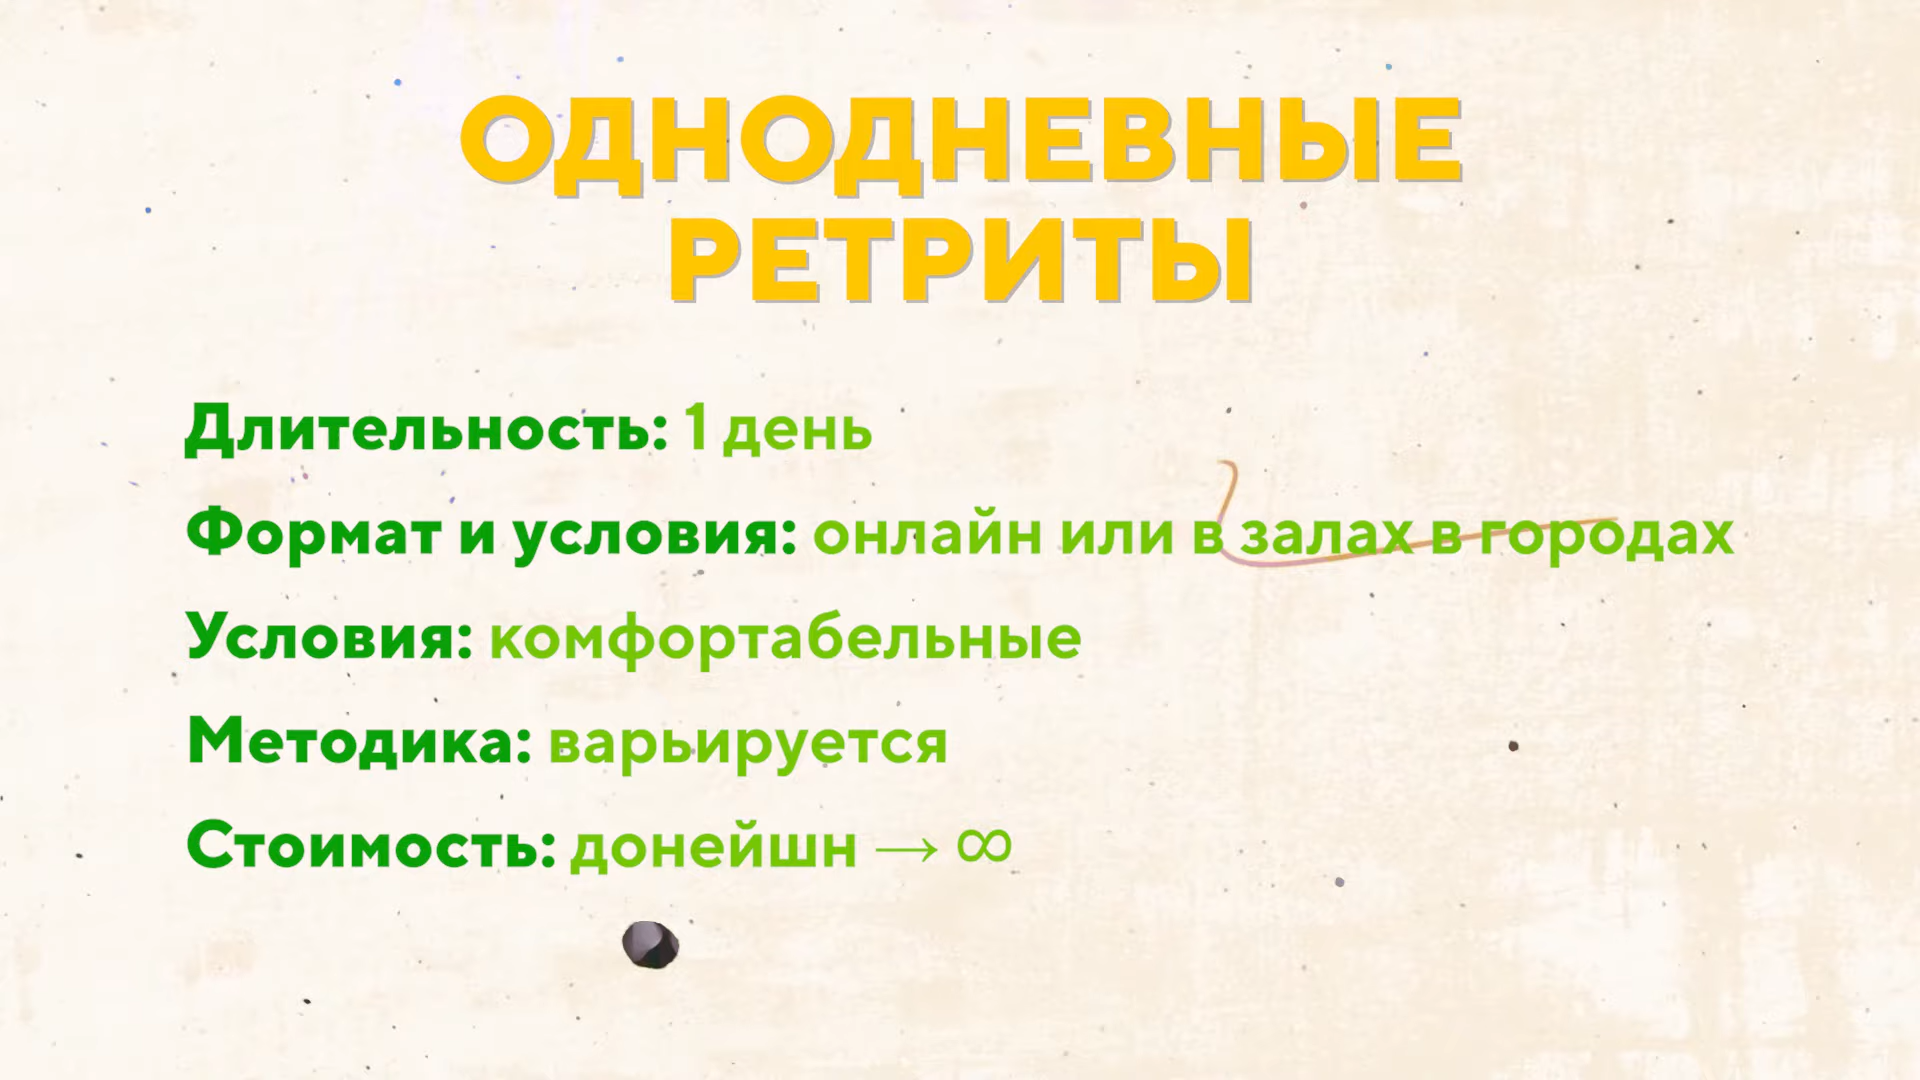 ОДНОДНЕВНЫЕ
РЕТРИТЫ
Длительность: 1 день
Формат и условия: онлайн или в залах в городах
Условия: комфортабельные
Методика: варьируется
Стоимость: донейшн → ∞